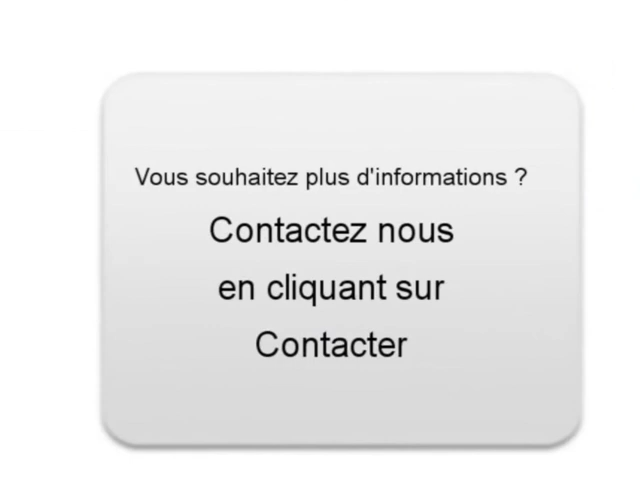 Vous souhaitez plus d'informations ?
Contactez nous
en cliquant sur
Contacter